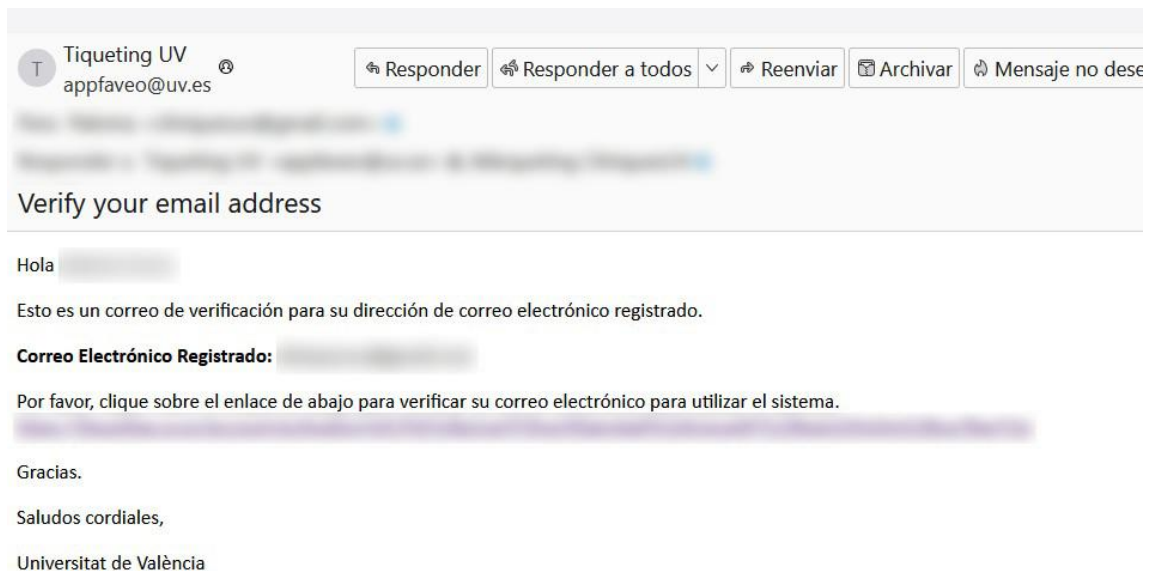 T
Tiqueting UV
appfaveo@uv.es
Responder
Responder a todos
Reenviar
Archivar
Mensaje no dese
Verify your email address
Hola
Esto es un correo de verificación para su dirección de correo electrónico registrado.
Correo Electrónico Registrado:
Por favor, clique sobre el enlace de abajo para verificar su correo electrónico para utilizar el sistema.
Gracias.
Saludos cordiales,
Universitat de València